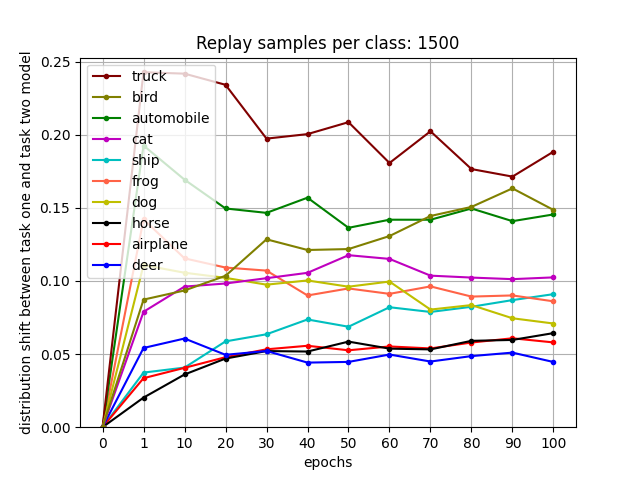 Replay samples per class: 1500
distribution shift between task one and task two model
0.25
0.20
0.15
0.10
0.05
0.00
truck
bird
automobile
cat
ship
frog
dog
horse
airplane
deer
0 1 10 20 30 40 50 60 70 80 90 100
epochs